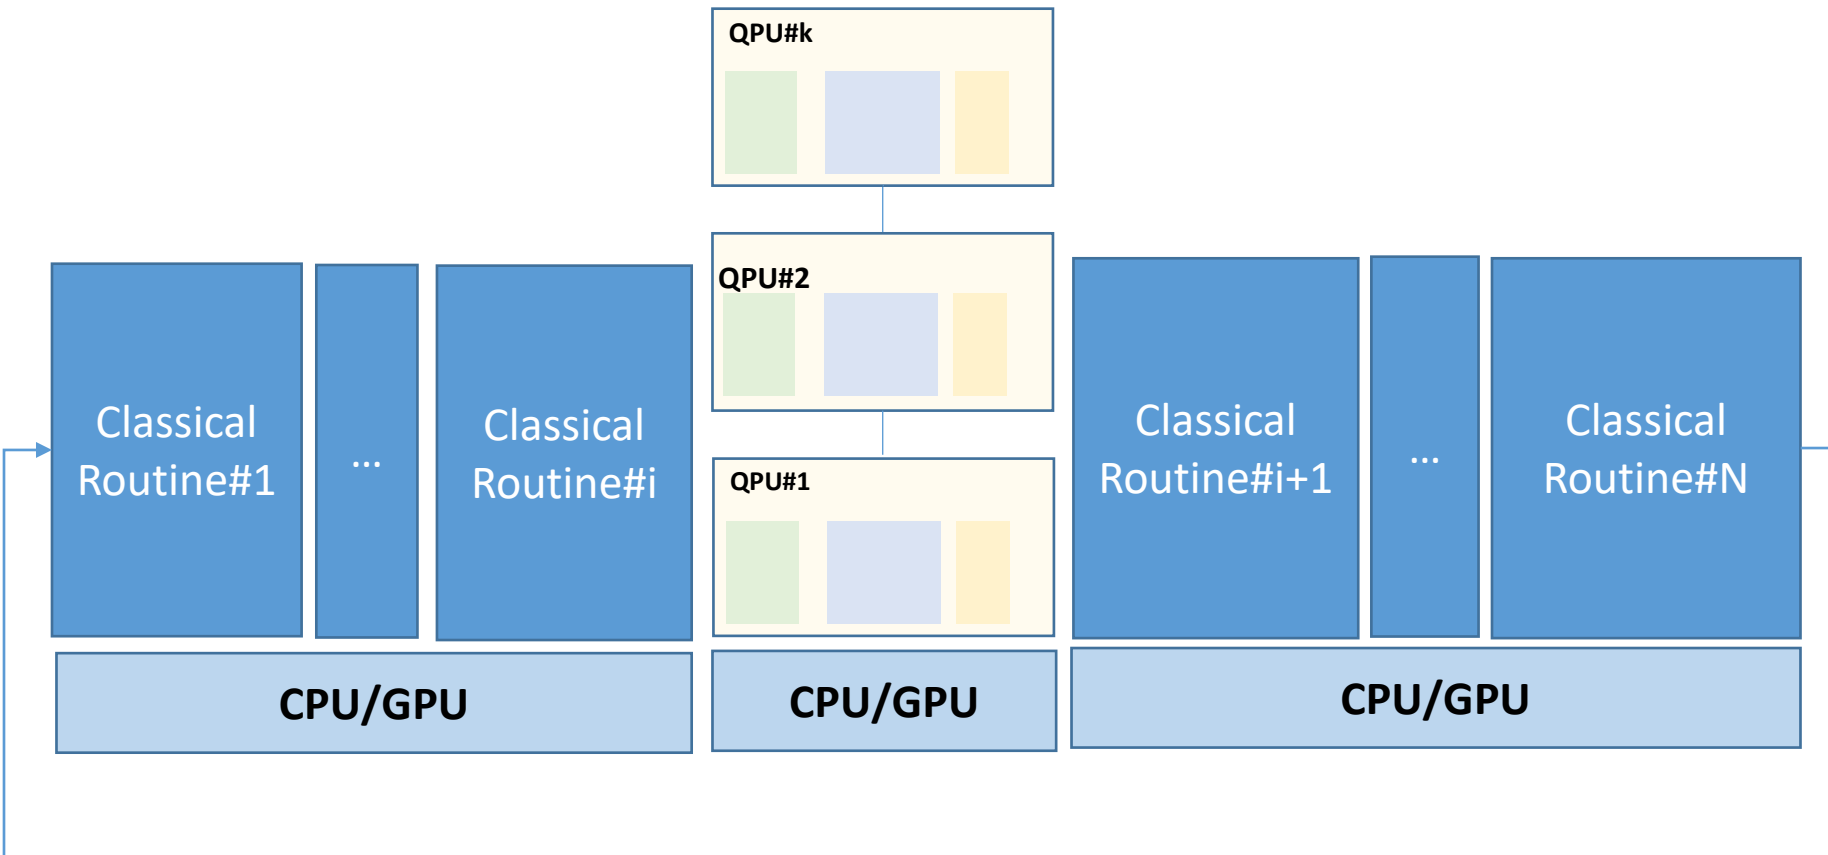 QPU#k
QPU#2
QPU#1
Classical
Routine#1
...
Classical
Routine#i
Classical
Routine#i+1
...
Classical
Routine#N
CPU/GPU
CPU/GPU
CPU/GPU